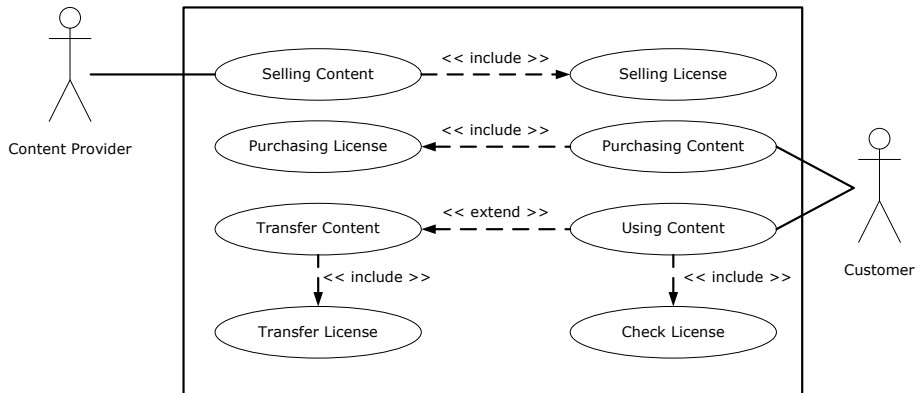 << include >>
Selling Content
Selling License
Content Provider
<< include >>
Purchasing License
Purchasing Content
<< extend >>
Transfer Content
Using Content
<< include >>
<< include >>
Customer
Transfer License
Check License